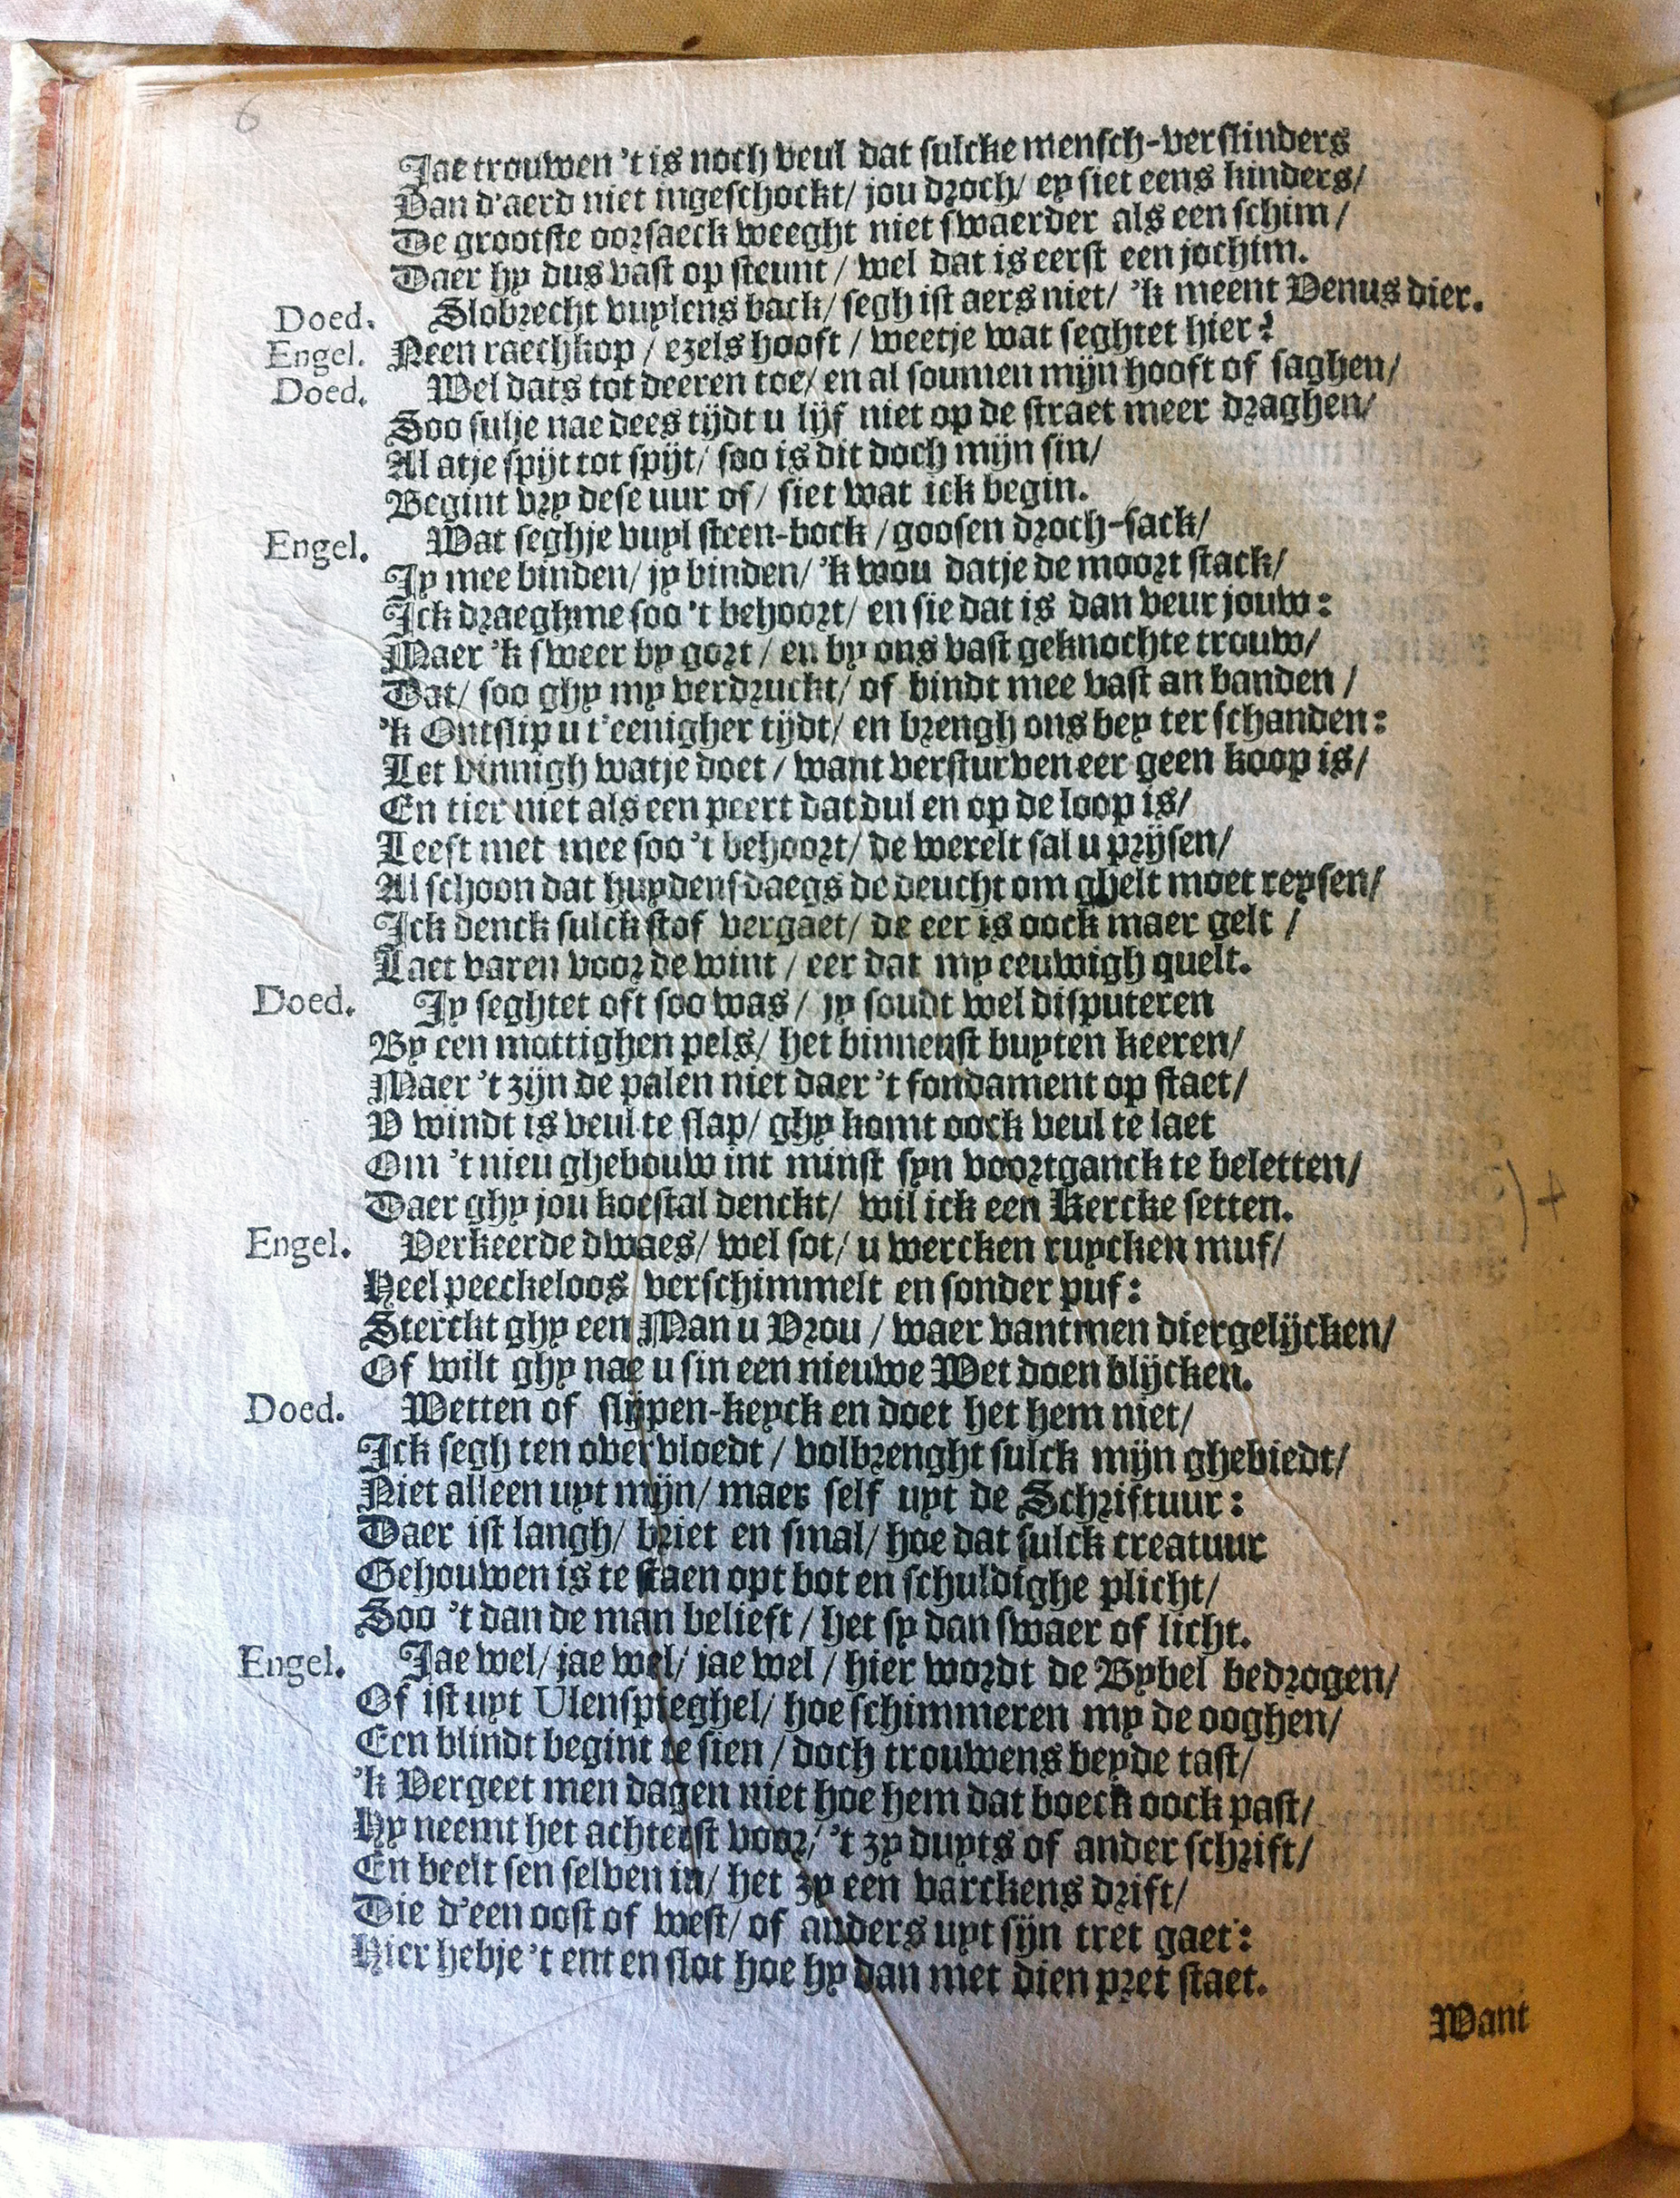 6
Jae trouwen 't is noch veul dat sulcke mensch-verslinders
Van d'aerd niet ingeschockt/ jou droch/ ey siet eens kinders/
De grootste oorsaeck weeght niet swaerder als een schim/
Daer hy dus vast op steunt/ wel dat is eerst een jochim.
Doed. Slobrecht vuylens back/ segh ist aers niet/ 'k meent Venus dier.
Engel. Neen raechkop/ ezels hooft/ weetje wat seghtet hier?
Doed. Wel dats tot deeren toe/ en al soumen mijn hooft of saghen/
Soo sulje nae dees tijdt u lijf niet op de straet meer draghen/
Al atje spijt tot spijt/ soo is dit doch mijn sin/
Begint vry dese uur of/ siet wat ick begin.
Engel. Wat seghje vuyl steen-bock/ goosen droch-sack/
Jy mee binden/ jy binden/ 'k wou datje de moort stack/
Ick draeghme soo 't behoort/ en sie dat is dan veur jouw:
Maer 'k sweer by gort/ en by ons vast geknochte trouw/
Dat/ soo ghy my verdruckt/ of bindt mee vast an banden/
'k Ontslip u t'eenigher tijdt/ en brengh ons bey ter schanden:
Let vinnigh watje doet/ want versturven eer geen koop is/
En tier niet als een peert dat dul en op de loop is/
Leeft met mee soo 't behoort/ de werelt sal u prijsen/
Al schoon dat huydensdaegs de deucht om ghelt moet reysen/
Ick denck sulck stof vergaet/ de eer is oock maer gelt/
Laet varen voor de wint/ eer dat my eeuwigh quelt.
Doed. Jy seghtet oft soo was/ jy soudt wel disputeren
By een mottighen pels/ het binnenst buyten keeren/
Maer 't zijn de palen niet daer 't fondament op staet/
V windt is veul te slap/ ghy komt oock veul te laet
Om 't nieu ghebouw int minst syn voortganck te beletten/
Daer ghy jou koestal denckt/ wil ick een Kercke setten.
Engel. Verkeerde dwaes/ wel sot/ u wercken ruycken muf/
Heel peeckeloos verschimmelt en sonder puf:
Sterckt ghy een Man u Vrou/ waer vantmen diergelijcken/
Of wilt ghy nae u sin een nieuwe Wet doen blijcken.
Doed. Wetten of slypen-keyck en doet het hem niet/
Ick segh ten overvloedt/ volbrenght sulck mijn ghebiedt/
Niet alleen uyt mijn/ maer self uyt de Schriftuur:
Daer ist langh/ briet en smal/ hoe dat sulck creatuur
Gehouwen is te staen opt bot en schuldighe plicht/
Soo 't dan de man belieft/ het sy dan swaer of licht.
Engel. Jae wel/ jae wel/ jae wel/ hier wordt de Bybel bedrogen/
Of ist uyt Ulenspieghel/ hoe schimmeren my de ooghen/
Een blindt begint te sien/ doch trouwens beyde tast/
'k Vergeet men dagen niet hoe hem dat boeck oock past/
Hy neemt het achterst voor/ 't zy duyts of ander schrift/
En beelt sen selven in/ het zy een varckens drift/
Die d'een oost of west/ of anders uyt sijn tret gaet:
Hier hebje 't ent en slot hoe hy dan met dien pret staet.
Want